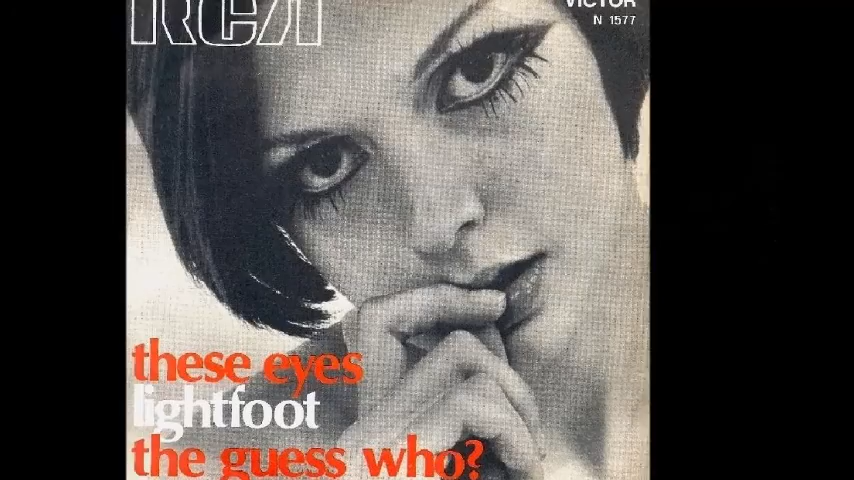 RCA
VICTOR
N 1577
these eyes
lightfoot
the guess who?